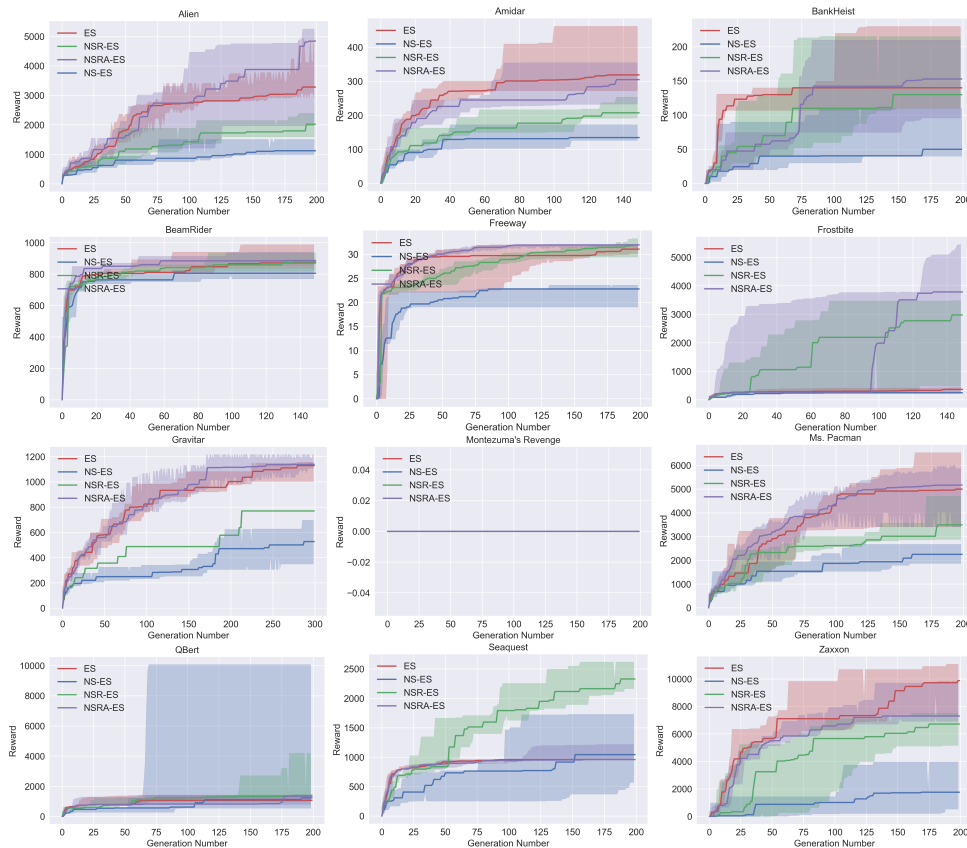 Alien
5000
4000
3000
2000
1000
0
Reward
ES
NSR-ES
NSRA-ES
NS-ES
0 25 50 75 100 125 150 175 200
Generation Number
Amidar
400
300
200
100
0
Reward
ES
NS-ES
NSR-ES
NSRA-ES
0 20 40 60 80 100 120 140
Generation Number
BankHeist
200
150
100
50
0
Reward
ES
NS-ES
NSR-ES
NSRA-ES
0 25 50 75 100 125 150 175 200
Generation Number
BeamRider
1000
800
600
400
200
0
Reward
ES
NS-ES
NSR-ES
NSRA-ES
0 20 40 60 80 100 120 140
Generation Number
Freeway
30
25
20
15
10
5
0
Reward
ES
NS-ES
NSR-ES
NSRA-ES
0 25 50 75 100 125 150 175 200
Generation Number
Frostbite
5000
4000
3000
2000
1000
0
Reward
ES
NS-ES
NSR-ES
NSRA-ES
0 20 40 60 80 100 120 140
Generation Number
Gravitar
1200
1000
800
600
400
200
0
Reward
ES
NS-ES
NSR-ES
NSRA-ES
0 50 100 150 200 250 300
Generation Number
Montezuma's Revenge
0.04
0.02
0.00
−0.02
−0.04
Reward
ES
NS-ES
NSR-ES
NSRA-ES
0 25 50 75 100 125 150 175 200
Generation Number
Ms. Pacman
6000
5000
4000
3000
2000
1000
0
Reward
ES
NS-ES
NSR-ES
NSRA-ES
0 25 50 75 100 125 150 175 200
Generation Number
QBert
10000
8000
6000
4000
2000
0
Reward
ES
NS-ES
NSR-ES
NSRA-ES
0 25 50 75 100 125 150 175 200
Generation Number
Seaquest
2500
2000
1500
1000
500
0
Reward
ES
NS-ES
NSR-ES
NSRA-ES
0 25 50 75 100 125 150 175 200
Generation Number
Zaxxon
10000
8000
6000
4000
2000
0
Reward
ES
NS-ES
NSR-ES
NSRA-ES
0 25 50 75 100 125 150 175 200
Generation Number